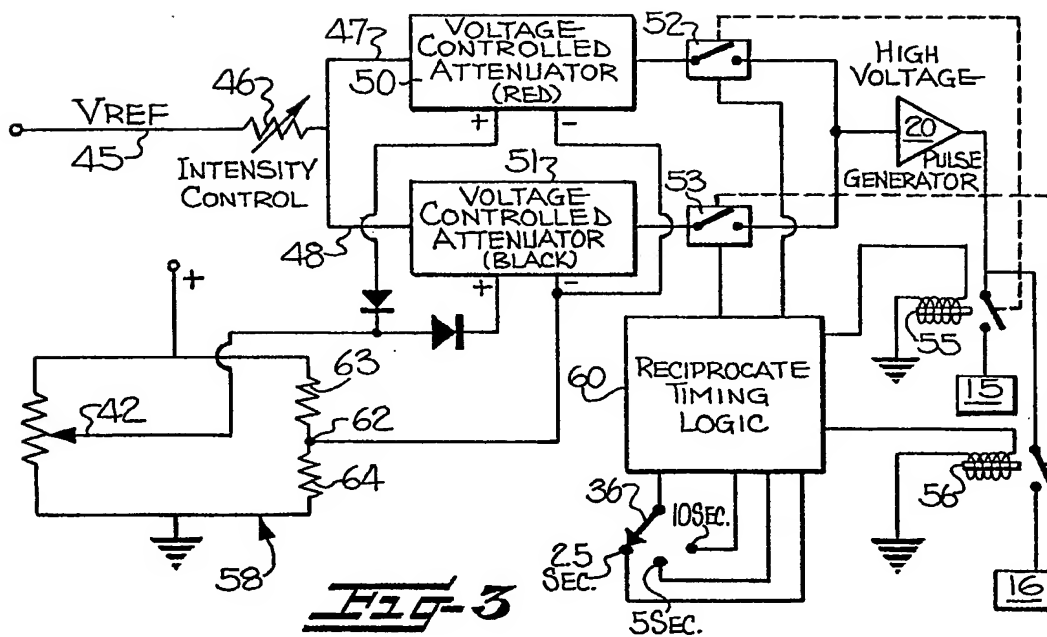 47
VOLTAGE-
CONTROLLED
ATTENUATOR
(RED)
50
52
HIGH
VOLTAGE
20
PULSE
GENERATOR
VREF
45
46
INTENSITY
CONTROL
+ -
51
VOLTAGE-
CONTROLLED
ATTENUATOR
(BLACK)
48
53
+ -
+
42
63
62
64
58
60
RECIPROCATE
TIMING
LOGIC
55
15
56
16
36
10SEC.
2.5
SEC.
5SEC.
FIG-3